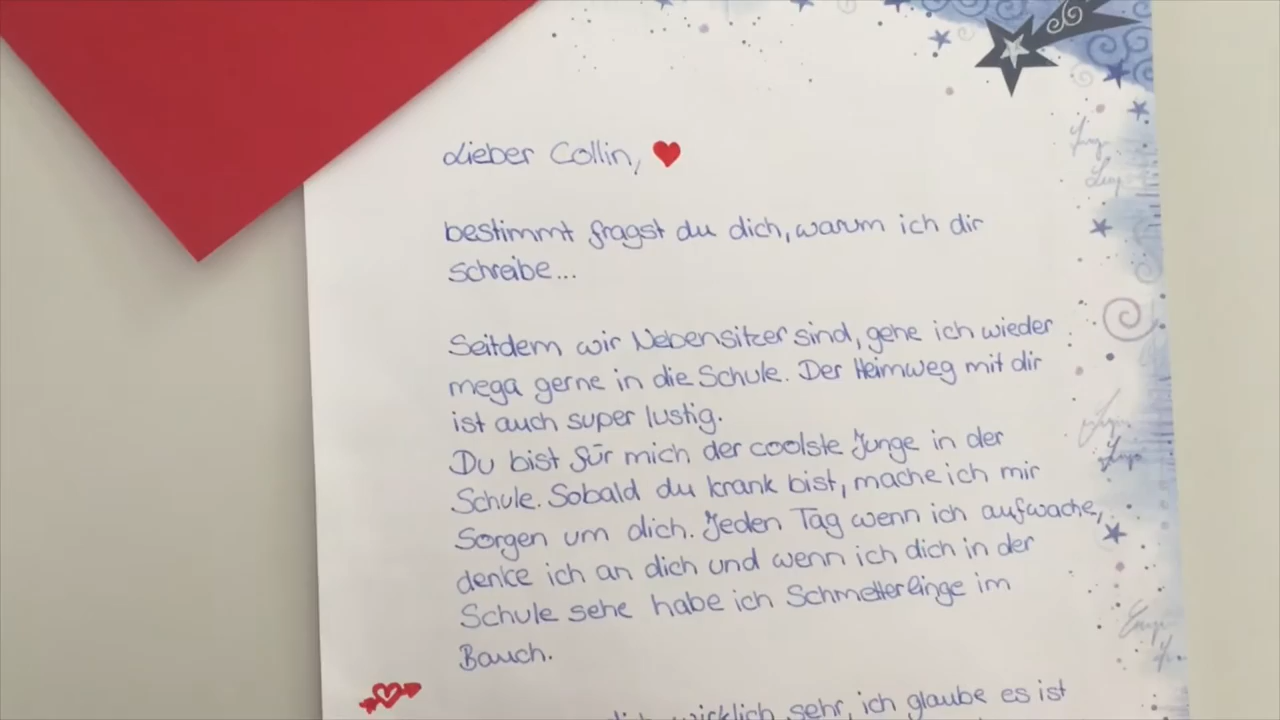 Lieber Collin,
bestimmt fragst du dich, warum ich dir
schreibe...
Seitdem wir Nebensitzer sind, gehe ich wieder
mega gerne in die Schule. Der Heimweg mit dir
ist auch super lustig.
Du bist für mich der coolste Junge in der
Schule. Sobald du krank bist, mache ich mir
Sorgen um dich. Jeden Tag wenn ich aufwache,
denke ich an dich und wenn ich dich in der
Schule sehe habe ich Schmetterlinge im
Bauch.
dich wirklich sehr, ich glaube es ist